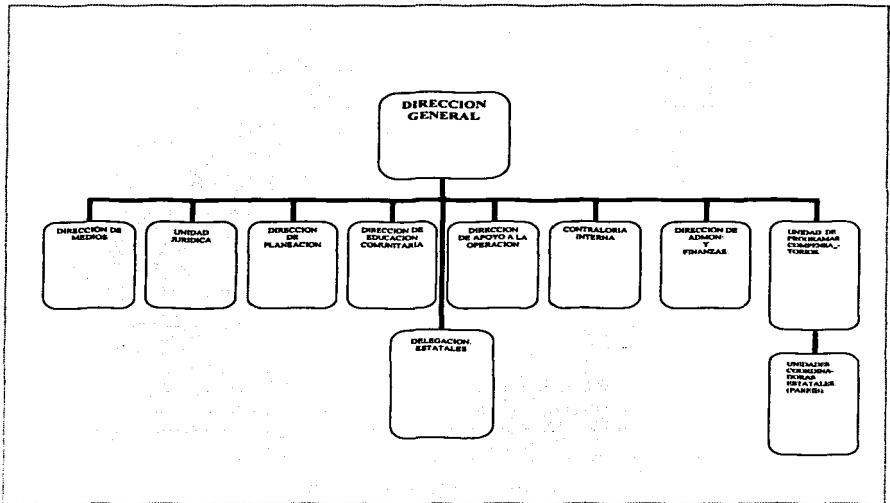 DIRECCION
GENERAL
DIRECCIÓN DE
MEDIOS
UNIDAD
JURIDICA
DIRECCION
DE
PLANEACION
DIRECCION DE
EDUCACION
COMUNITARIA
DIRECCION
DE APOYO A LA
OPERACION
CONTRALORIA
INTERNA
DIRECCION DE
ADMON
Y
FINANZAS
UNIDAD DE
PROGRAMAS
COMPENSA_
TORIOS
DELEGACION.
ESTATALES
UNIDADES
COORDINA-
DORAS
ESTATALES